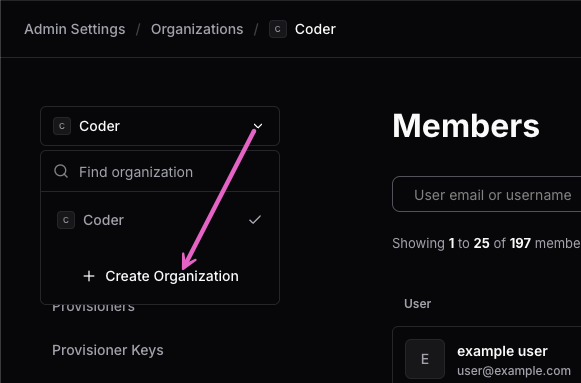 Admin Settings / Organizations / C Coder
C Coder
Find organization
C Coder
+ Create Organization
Provisioners
Provisioner Keys
Members
User email or username
Showing 1 to 25 of 197 membe
User
E
example user
user@example.com